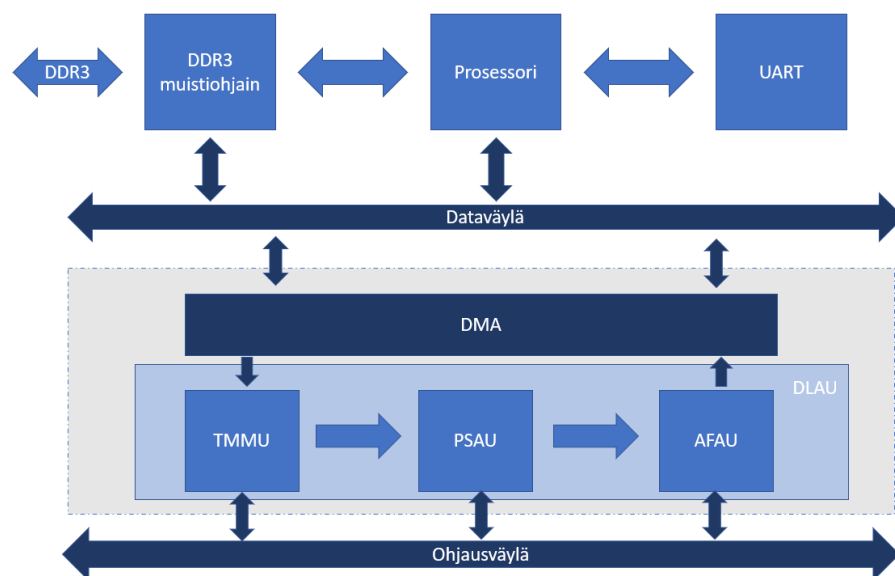 DDR3
DDR3
muistiohjain
Prosessori
UART
Dataväylä
DMA
DLAU
TMMU
PSAU
AFAU
Ohjausväylä